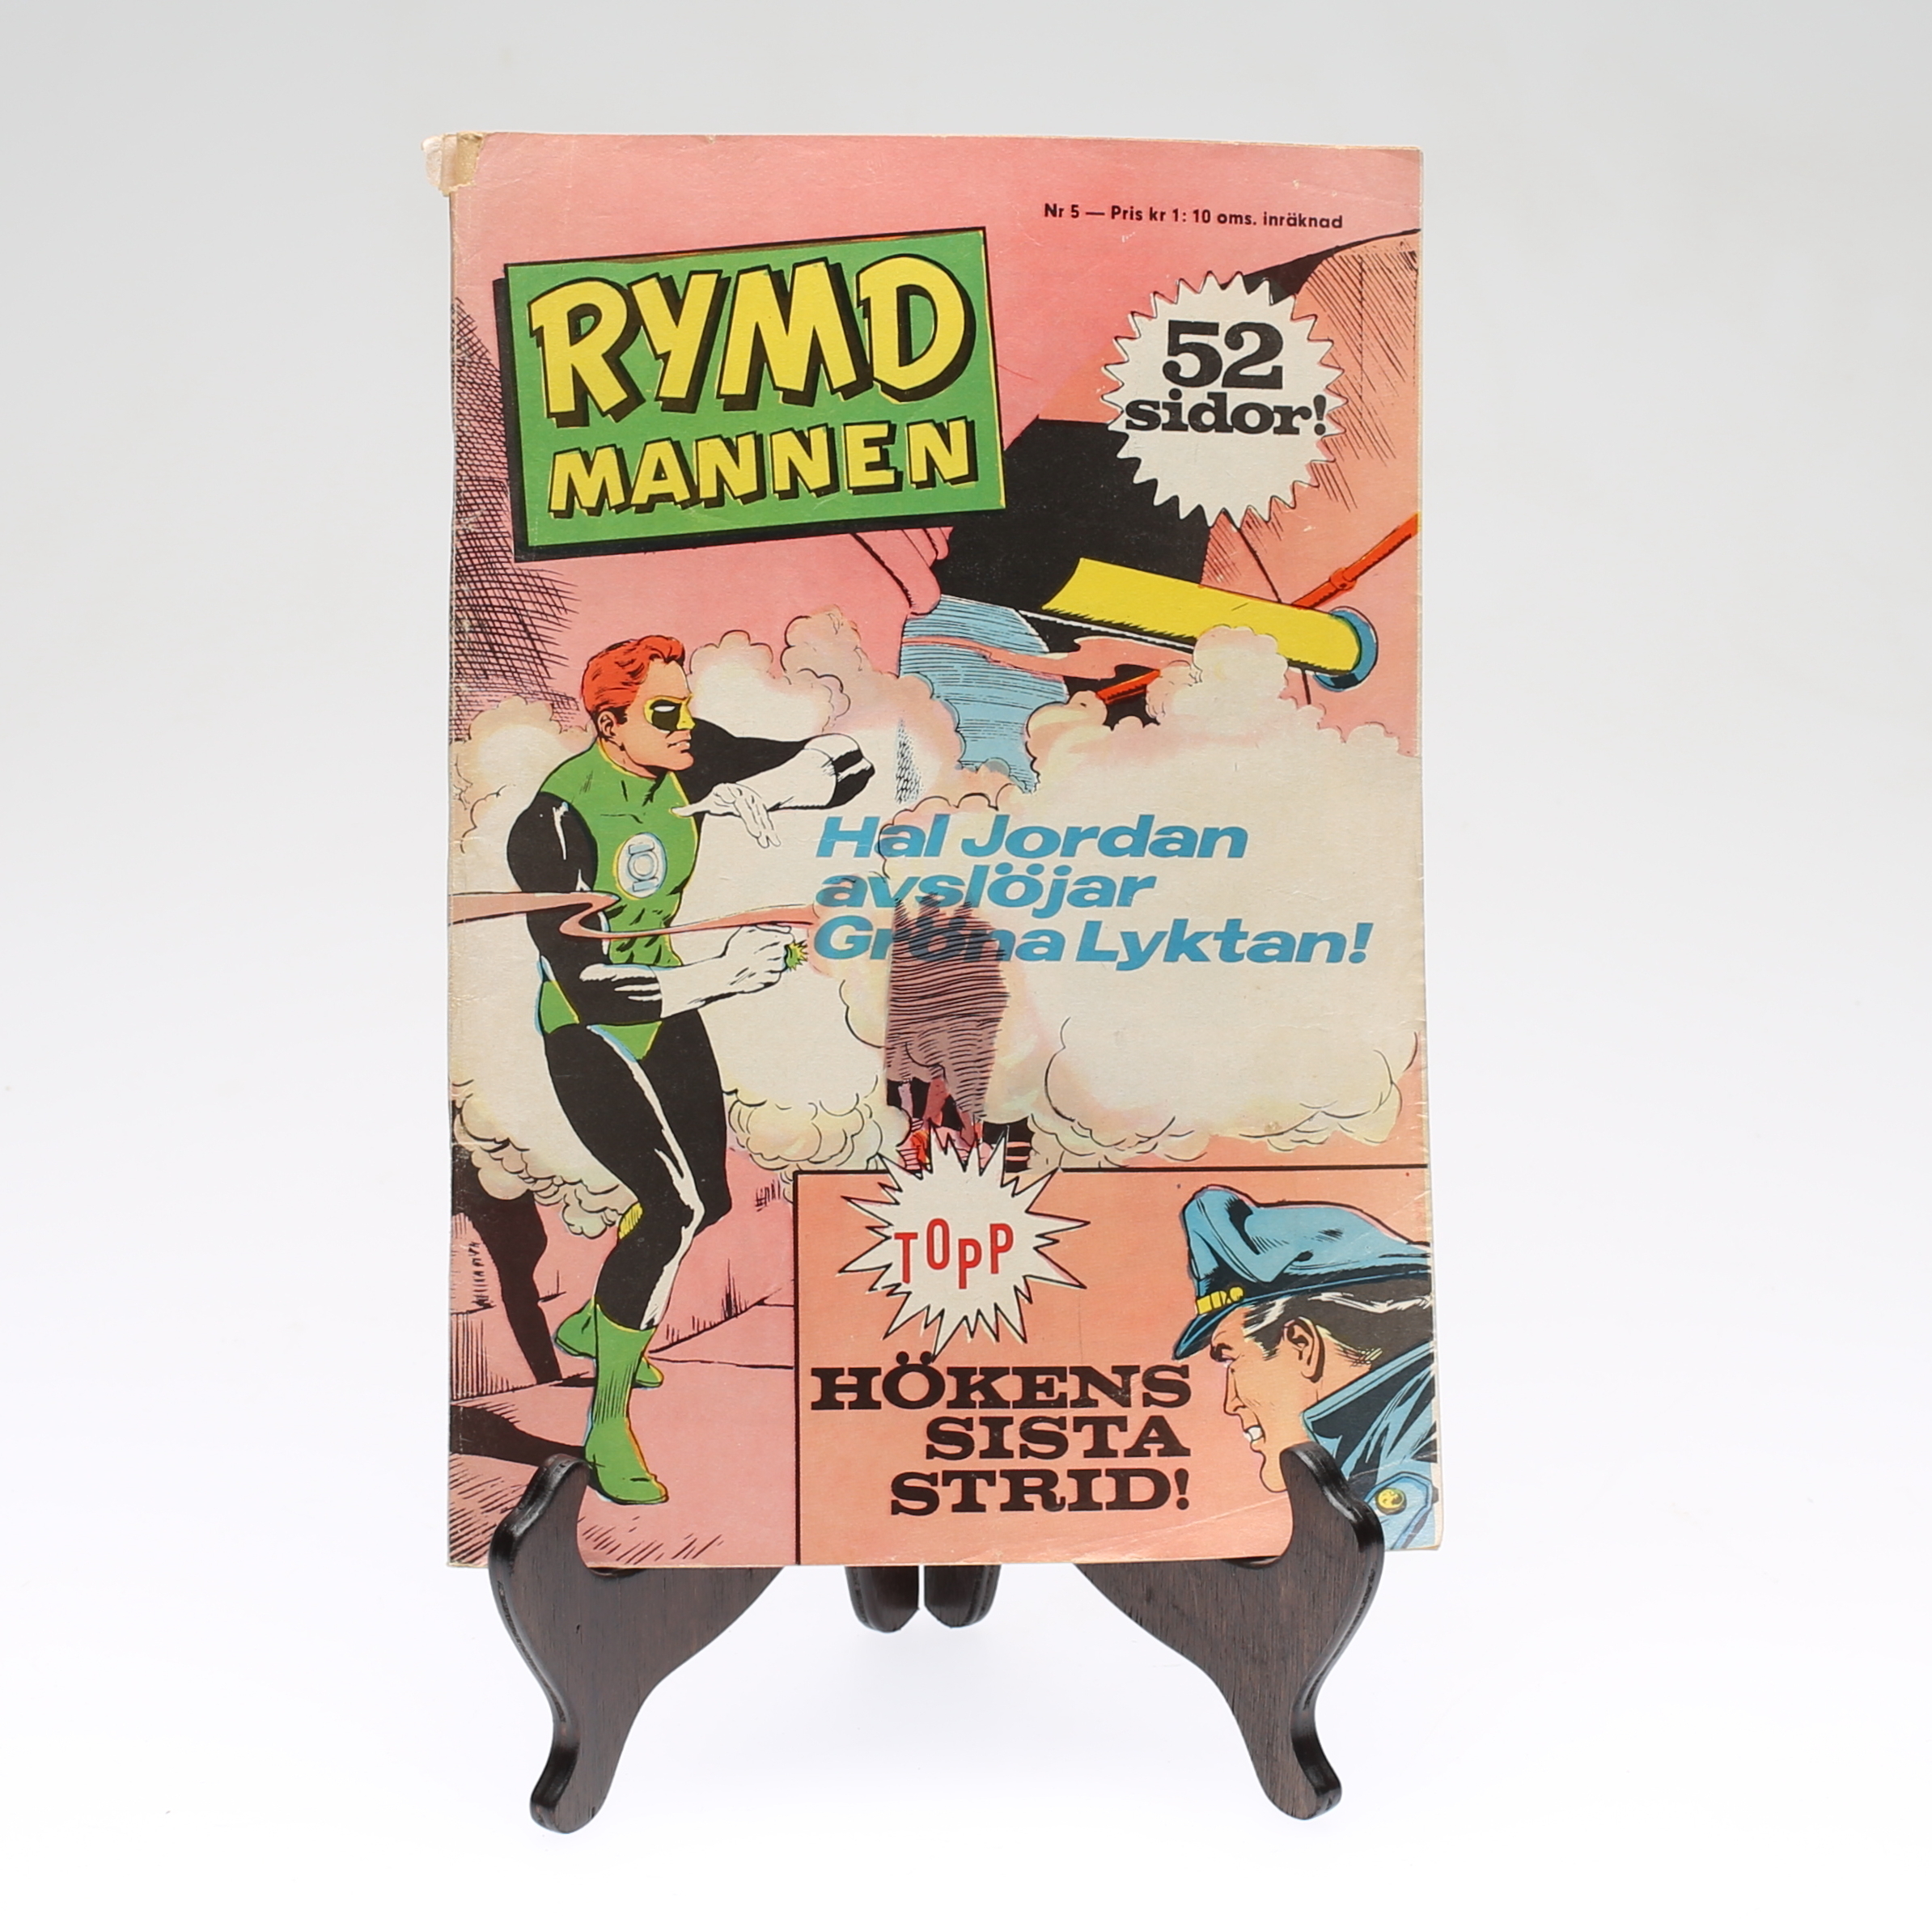 Nr 5 — Pris kr 1:10 oms. inräknad
RYMD
MANNEN
52
sidor!
Hal Jordan
avslöjar
Gröna Lyktan!
TOPP
HÖKENS
SISTA
STRID!